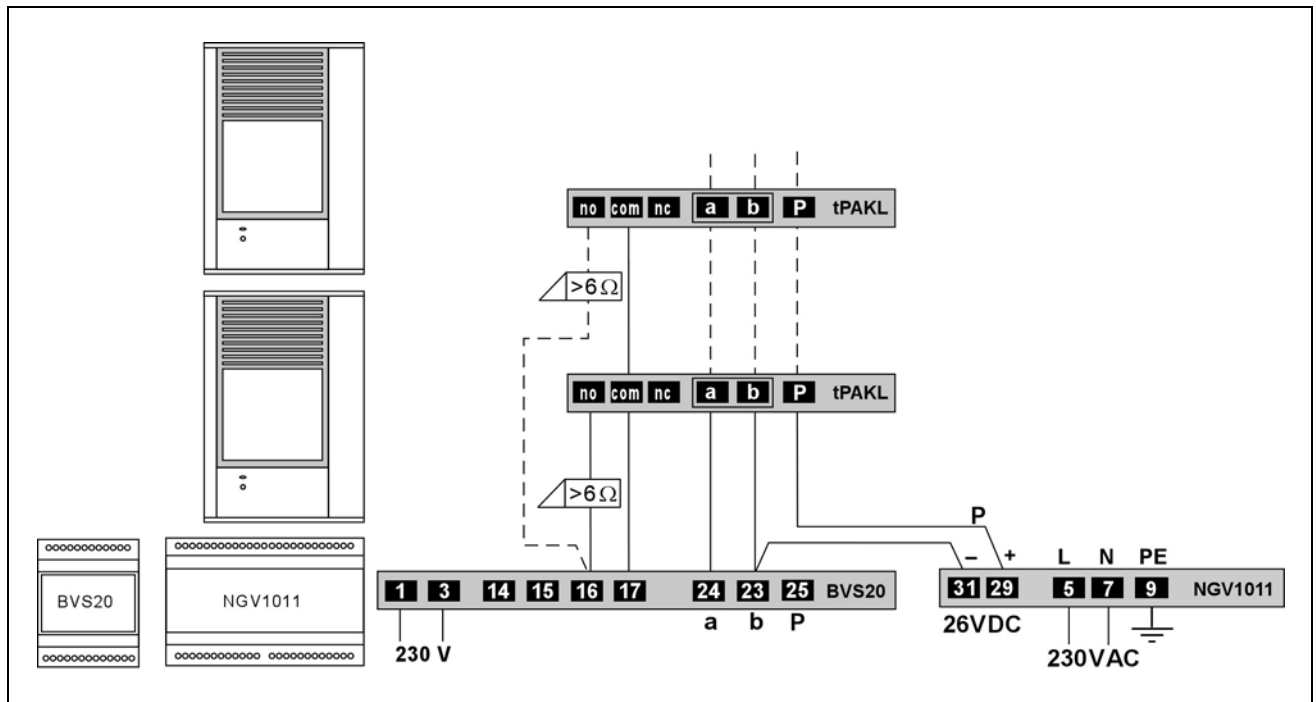 no com nc a b P tPAKL
>6Ω
no com nc a b P tPAKL
>6Ω
P
– + L N PE
BVS20
NGV1011
1 3 14 15 16 17 24 23 25 BVS20
31 29 5 7 9 NGV1011
a b P
26VDC
230 V
230VAC